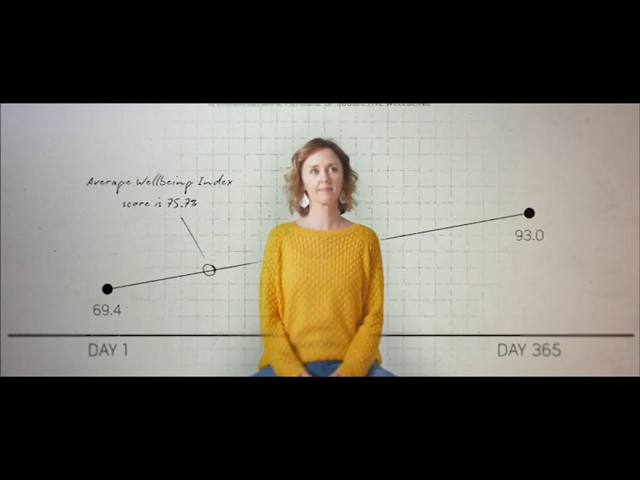 Average Wellbeing Index
score is 75.7%
93.0
69.4
DAY 1
DAY 365